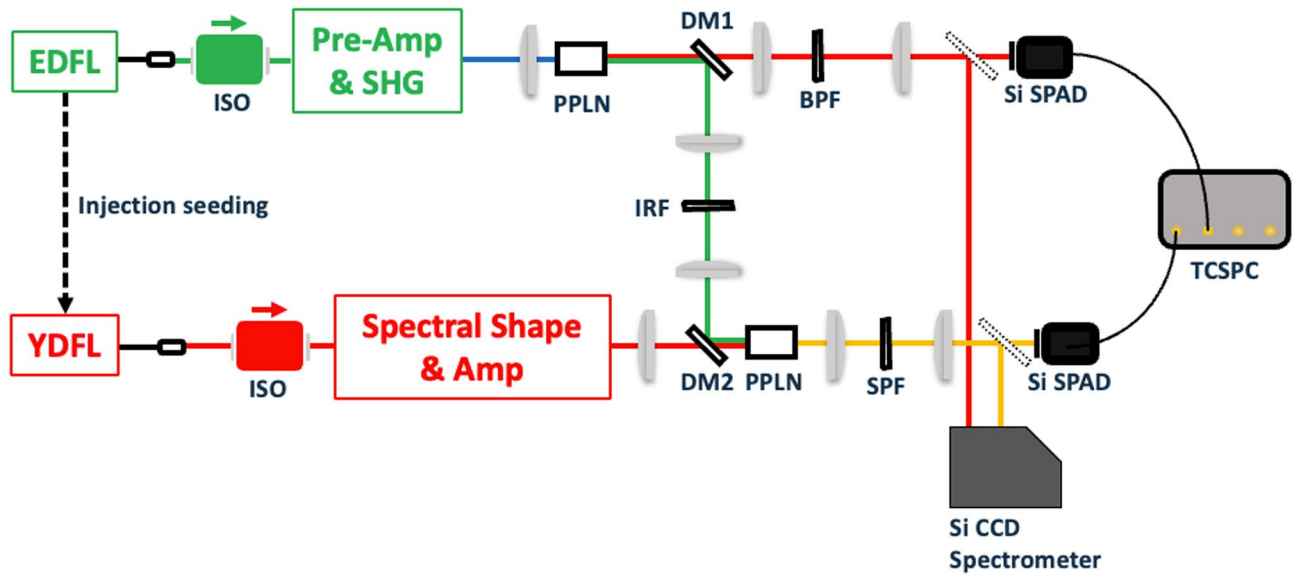 DM1
EDFL
Pre-Amp
& SHG
ISO
PPLN
BPF
Si SPAD
Injection seeding
IRF
TCSPC
YDFL
Spectral Shape
& Amp
ISO
DM2
PPLN
SPF
Si SPAD
Si CCD
Spectrometer